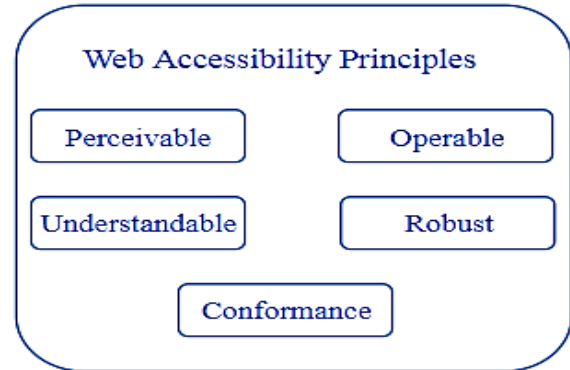 Web Accessibility Principles
Perceivable
Operable
Understandable
Robust
Conformance